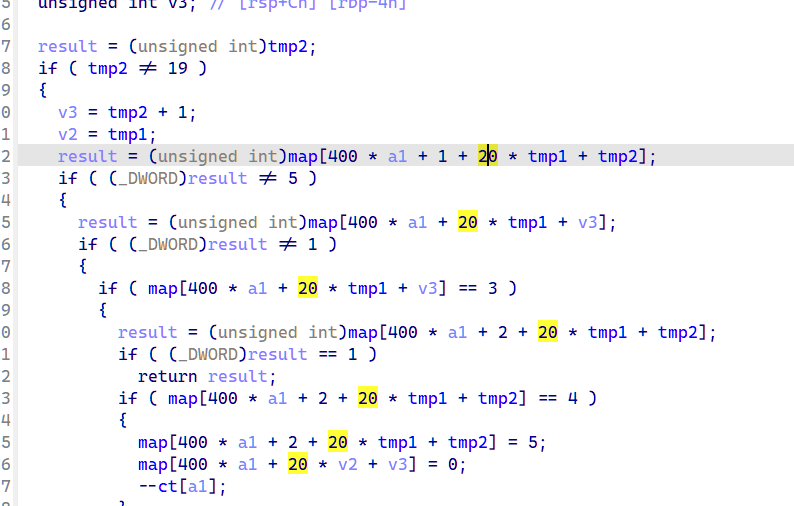 5 unsigned int v3; // [rsp+Ch] [rbp-4h]
6
7 result = (unsigned int)tmp2;
8 if ( tmp2 ≠ 19 )
9 {
0 v3 = tmp2 + 1;
1 v2 = tmp1;
2 result = (unsigned int)map[400 * a1 + 1 + 20 * tmp1 + tmp2];
3 if ( (_DWORD)result ≠ 5 )
4 {
5 result = (unsigned int)map[400 * a1 + 20 * tmp1 + v3];
6 if ( (_DWORD)result ≠ 1 )
7 {
8 if ( map[400 * a1 + 20 * tmp1 + v3] == 3 )
9 {
0 result = (unsigned int)map[400 * a1 + 2 + 20 * tmp1 + tmp2];
1 if ( (_DWORD)result == 1 )
2 return result;
3 if ( map[400 * a1 + 2 + 20 * tmp1 + tmp2] == 4 )
4 {
5 map[400 * a1 + 2 + 20 * tmp1 + tmp2] = 5;
6 map[400 * a1 + 20 * v2 + v3] = 0;
7 --ct[a1];